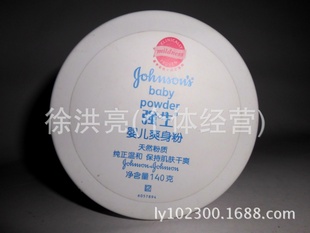 Johnson's
baby
powder
强生
婴儿爽身粉
天然粉质
纯正温和 保持肌肤干爽
Johnson&Johnson
净含量140克
徐洪亮(个体经营)
ly102300.1688.com